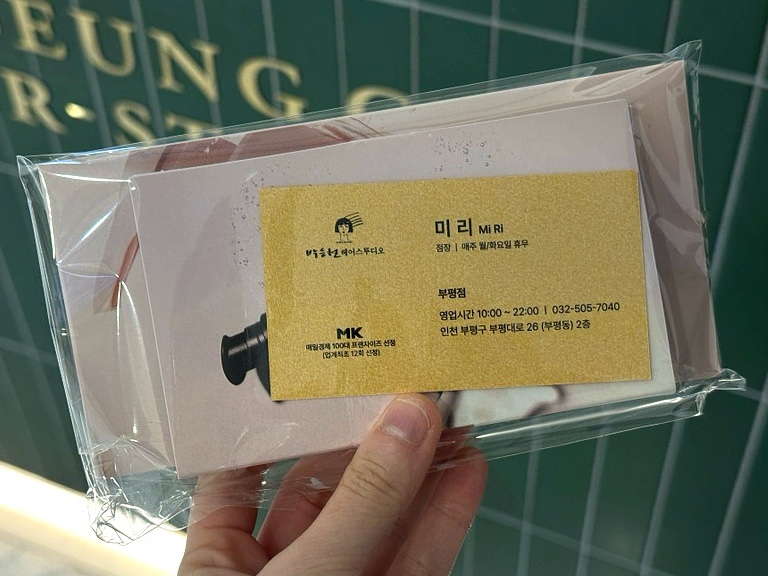 EUNG C
R-ST
박승철헤어스투디오
미리 Mi Ri
점장 | 매주 월/화요일 휴무
부평점
영업시간 10:00 ~ 22:00 | 032-505-7040
인천 부평구 부평대로 26 (부평동) 2층
MK
매일경제 100대 프랜차이즈 선정
(업계최초 12회 선정)